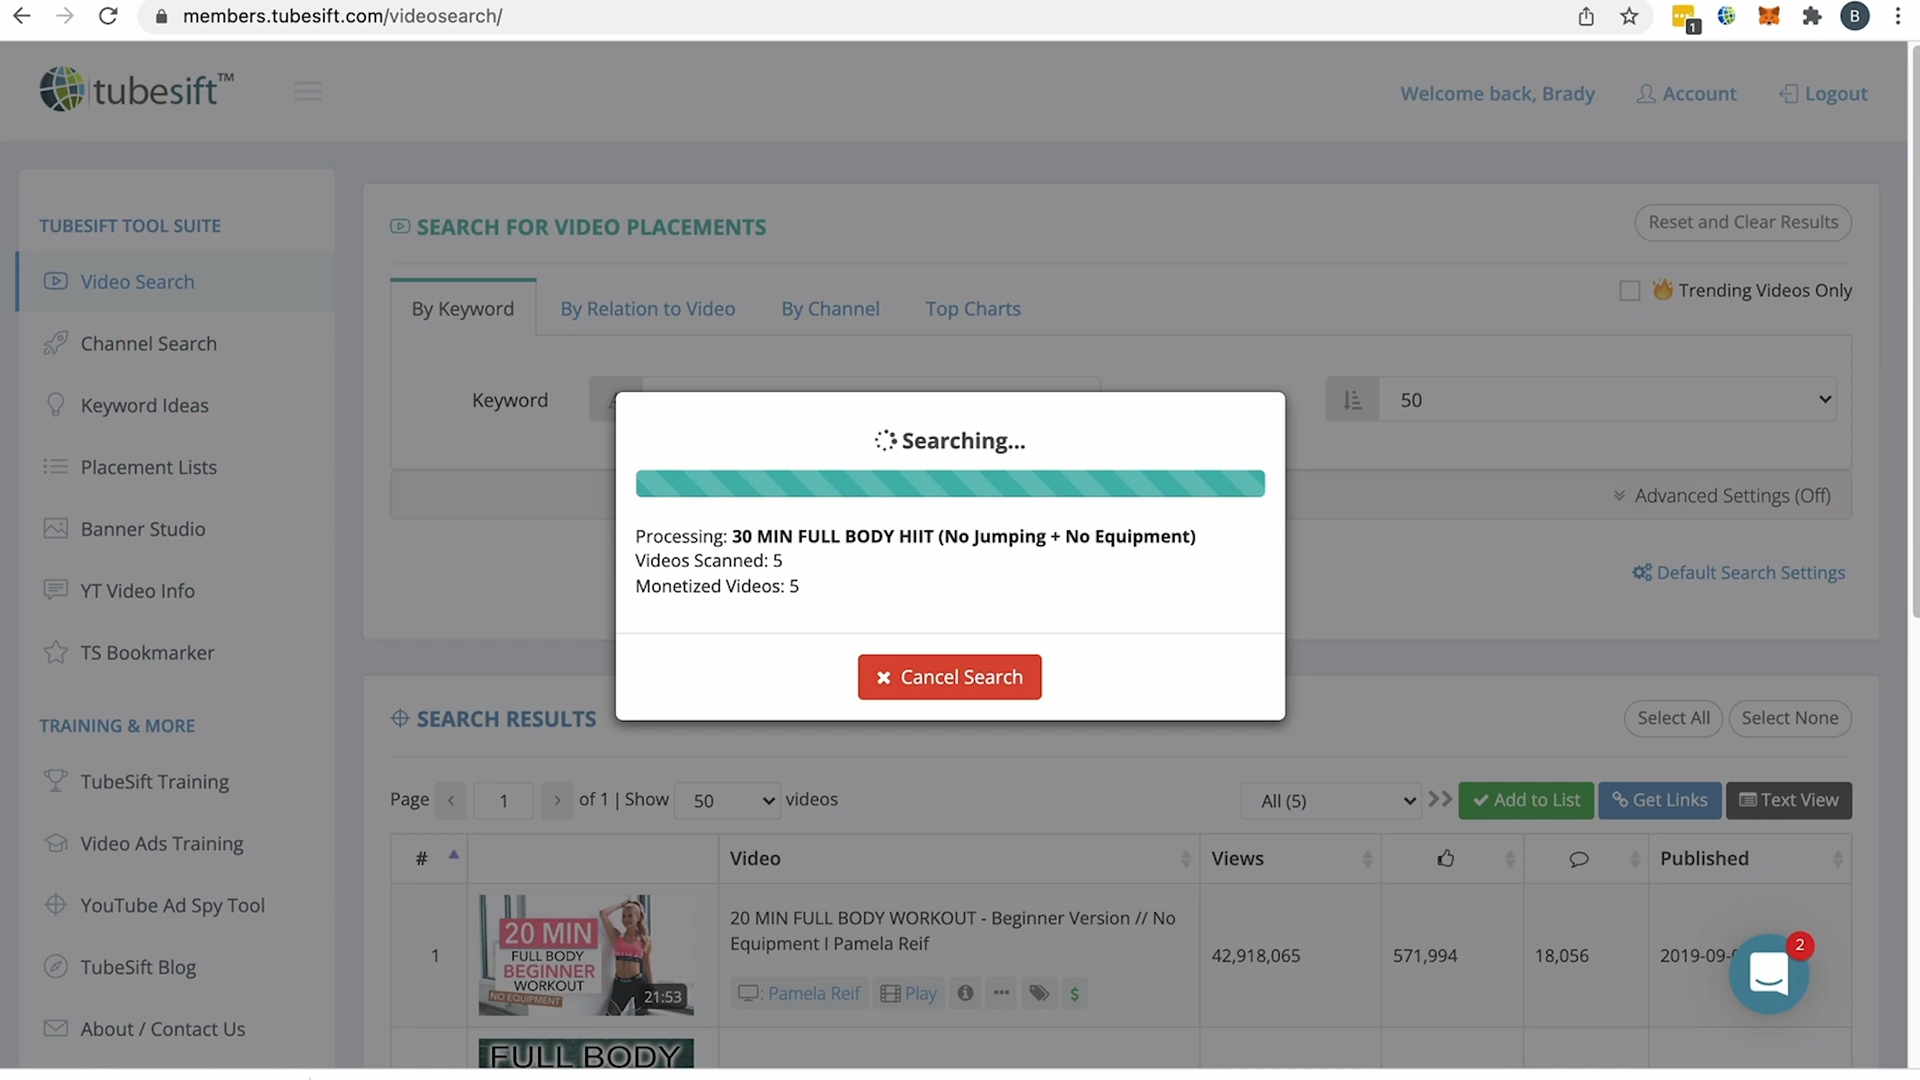 members.tubesift.com/videosearch/
1
B
tubesift™
Welcome back, Brady
Account
Logout
TUBESIFT TOOL SUITE
Video Search
Channel Search
Keyword Ideas
Placement Lists
Banner Studio
YT Video Info
TS Bookmarker
TRAINING & MORE
TubeSift Training
Video Ads Training
YouTube Ad Spy Tool
TubeSift Blog
About / Contact Us
SEARCH FOR VIDEO PLACEMENTS
Reset and Clear Results
By Keyword
By Relation to Video
By Channel
Top Charts
Trending Videos Only
Keyword
50
Advanced Settings (Off)
Default Search Settings
Searching...
Processing: 30 MIN FULL BODY HIIT (No Jumping + No Equipment)
Videos Scanned: 5
Monetized Videos: 5
Cancel Search
SEARCH RESULTS
Select All
Select None
Page
1
of 1 | Show
50
videos
All (5)
Add to List
Get Links
Text View
#
Video
Views
Published
1
20 MIN
FULL BODY
BEGINNER
WORKOUT
NO EQUIPMENT
21:53
20 MIN FULL BODY WORKOUT - Beginner Version // No
Equipment I Pamela Reif
: Pamela Reif
Play
$
42,918,065
571,994
18,056
2019-09-
2
FULL BODY